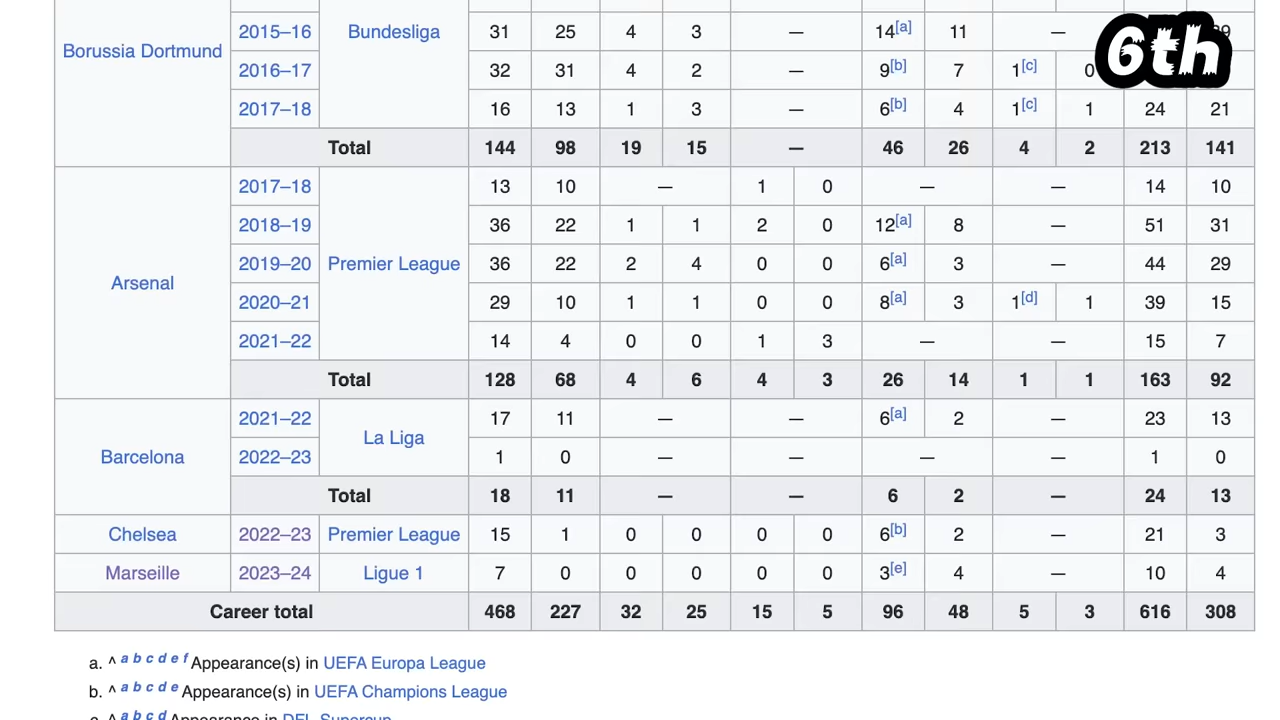 Borussia Dortmund
2015–16 Bundesliga 31 25 4 3 — 14[a] 11 —
2016–17 32 31 4 2 — 9[b] 7 1[c] 0
2017–18 16 13 1 3 — 6[b] 4 1[c] 1 24 21
Total 144 98 19 15 — 46 26 4 2 213 141
6th
Arsenal
2017–18 Premier League 13 10 — 1 0 — — 14 10
2018–19 36 22 1 1 2 0 12[a] 8 — 51 31
2019–20 36 22 2 4 0 0 6[a] 3 — 44 29
2020–21 29 10 1 1 0 0 8[a] 3 1[d] 1 39 15
2021–22 14 4 0 0 1 3 — — 15 7
Total 128 68 4 6 4 3 26 14 1 1 163 92
Barcelona
2021–22 La Liga 17 11 — — 6[a] 2 — 23 13
2022–23 1 0 — — — — 1 0
Total 18 11 — — 6 2 — 24 13
Chelsea 2022–23 Premier League 15 1 0 0 0 0 6[b] 2 — 21 3
Marseille 2023–24 Ligue 1 7 0 0 0 0 0 3[e] 4 — 10 4
Career total 468 227 32 25 15 5 96 48 5 3 616 308
a. ^ a b c d e f Appearance(s) in UEFA Europa League
b. ^ a b c d e Appearance(s) in UEFA Champions League
c. ^ a b c d Appearance in DFL-Supercup